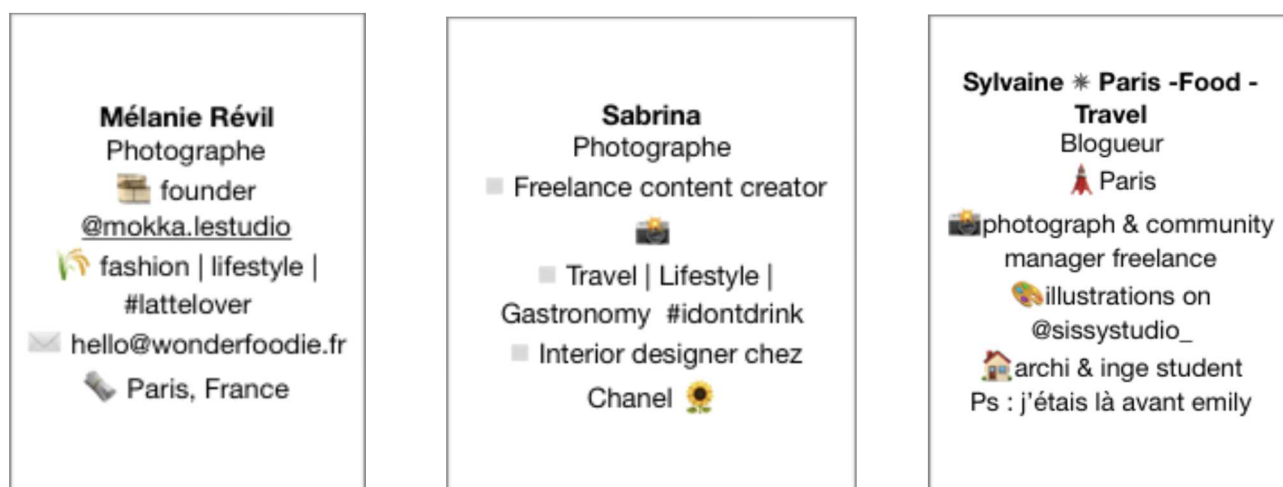 Mélanie Révil
Photographe
founder
@mokka.lestudio
fashion | lifestyle |
#lattelover
hello@wonderfoodie.fr
Paris, France
Sabrina
Photographe
Freelance content creator
Travel | Lifestyle |
Gastronomy #idontdrink
Interior designer chez
Chanel 🌻
Sylvaine ✴ Paris -Food -
Travel
Blogueur
🗼 Paris
📸photograph & community
manager freelance
🎨illustrations on
@sissystudio_
🏠archi & inge student
Ps : j'étais là avant emily